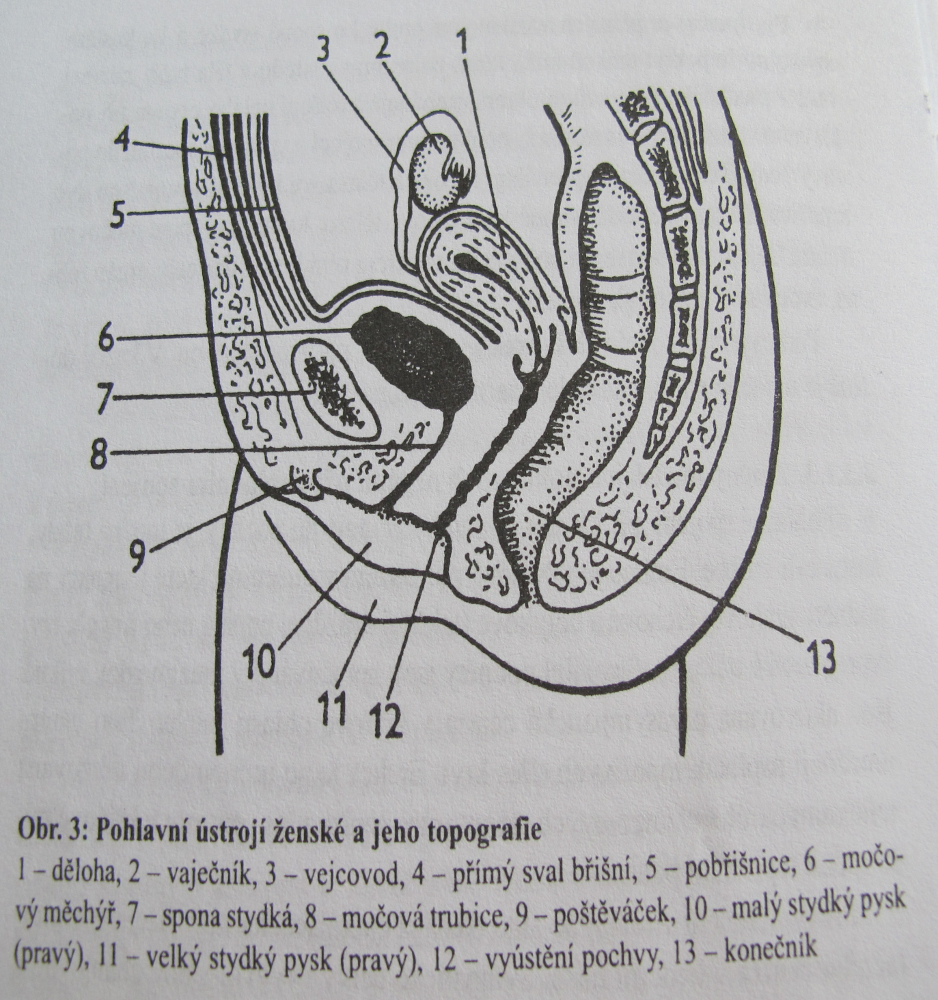 3 2 1
4
5
6
7
8
9
10
11
12
13
Obr. 3: Pohlavní ústrojí ženské a jeho topografie
1 – děloha, 2 – vaječník, 3 – vejcovod, 4 – přímý sval břišní, 5 – pobřišnice, 6 – močo-
vý měchýř, 7 – spona stydká, 8 – močová trubice, 9 – poštěváček, 10 – malý stydký pysk
(pravý), 11 – velký stydký pysk (pravý), 12 – vyústění pochvy, 13 – konečník